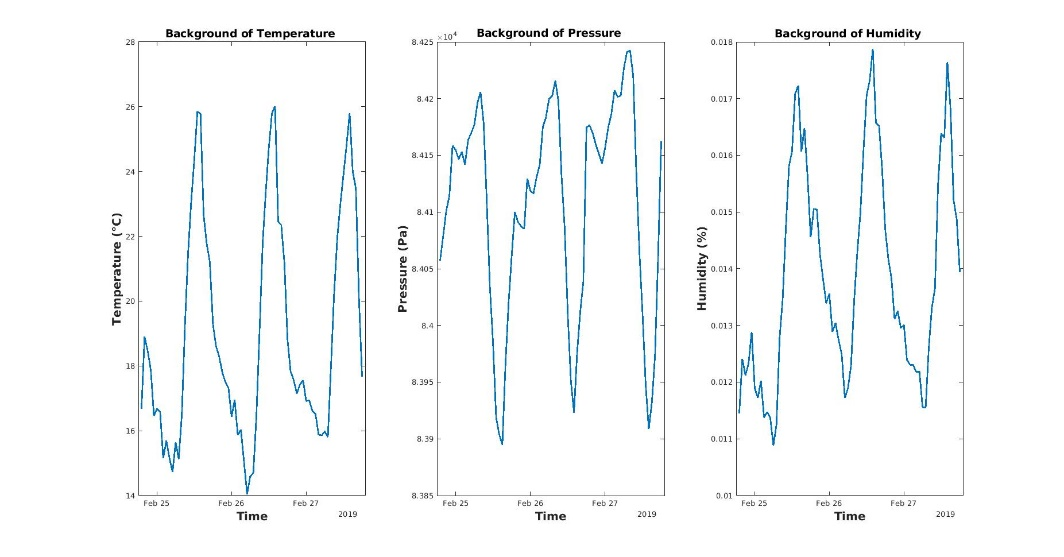 Background of Temperature
28
26
24
22
20
18
16
14
Temperature (°C)
Feb 25
Feb 26
Feb 27
2019
Time
Background of Pressure
×10⁴
8.425
8.42
8.415
8.41
8.405
8.4
8.395
8.39
8.385
Pressure (Pa)
Feb 25
Feb 26
Feb 27
2019
Time
Background of Humidity
0.018
0.017
0.016
0.015
0.014
0.013
0.012
0.011
0.01
Humidity (%)
Feb 25
Feb 26
Feb 27
2019
Time